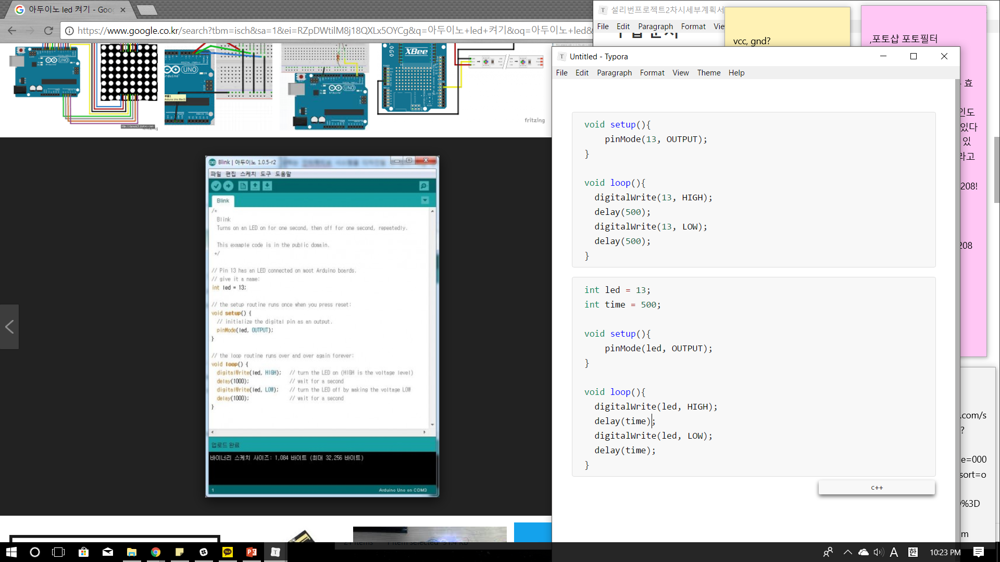 아두이노 led 켜기 - Goo
https://www.google.co.kr/search?tbm=isch&sa=1&ei=RZpDWtilM8j18QXLx5OYCg&q=아두이노+led+켜기&oq=아두이노+led&
UNO
UNO
UNO
XBee
fritzing
Blink | 아두이노 1.0.5-r2
파일 편집 스케치 도구 도움말
Blink
/*
Blink
Turns on an LED on for one second, then off for one second, repeatedly.
This example code is in the public domain.
*/
// Pin 13 has an LED connected on most Arduino boards.
// give it a name:
int led = 13;
// the setup routine runs once when you press reset:
void setup() {
// initialize the digital pin as an output.
pinMode(led, OUTPUT);
}
// the loop routine runs over and over again forever:
void loop() {
digitalWrite(led, HIGH); // turn the LED on (HIGH is the voltage level)
delay(1000); // wait for a second
digitalWrite(led, LOW); // turn the LED off by making the voltage LOW
delay(1000); // wait for a second
}
업로드 완료
바이너리 스케치 사이즈: 1,084 바이트 (최대 32,256 바이트)
1
Arduino Uno on COM3
설리번프로젝트2차시세부계획서
File Edit Paragraph Format Vie
vcc, gnd?
,포토샵 포토필터
효
인도
있다
있
라고
208!
208
.com/s
?
e=000
sort=o
%3D
m
Untitled - Typora
File Edit Paragraph Format View Theme Help
void setup(){
pinMode(13, OUTPUT);
}
void loop(){
digitalWrite(13, HIGH);
delay(500);
digitalWrite(13, LOW);
delay(500);
}
int led = 13;
int time = 500;
void setup(){
pinMode(led, OUTPUT);
}
void loop(){
digitalWrite(led, HIGH);
delay(time);
digitalWrite(led, LOW);
delay(time);
}
c++
A 한 10:23 PM